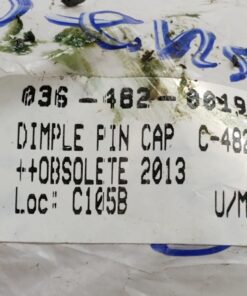 036-482-0019
DIMPLE PIN CAP C-482
++OBSOLETE 2013
Loc: C105B U/M